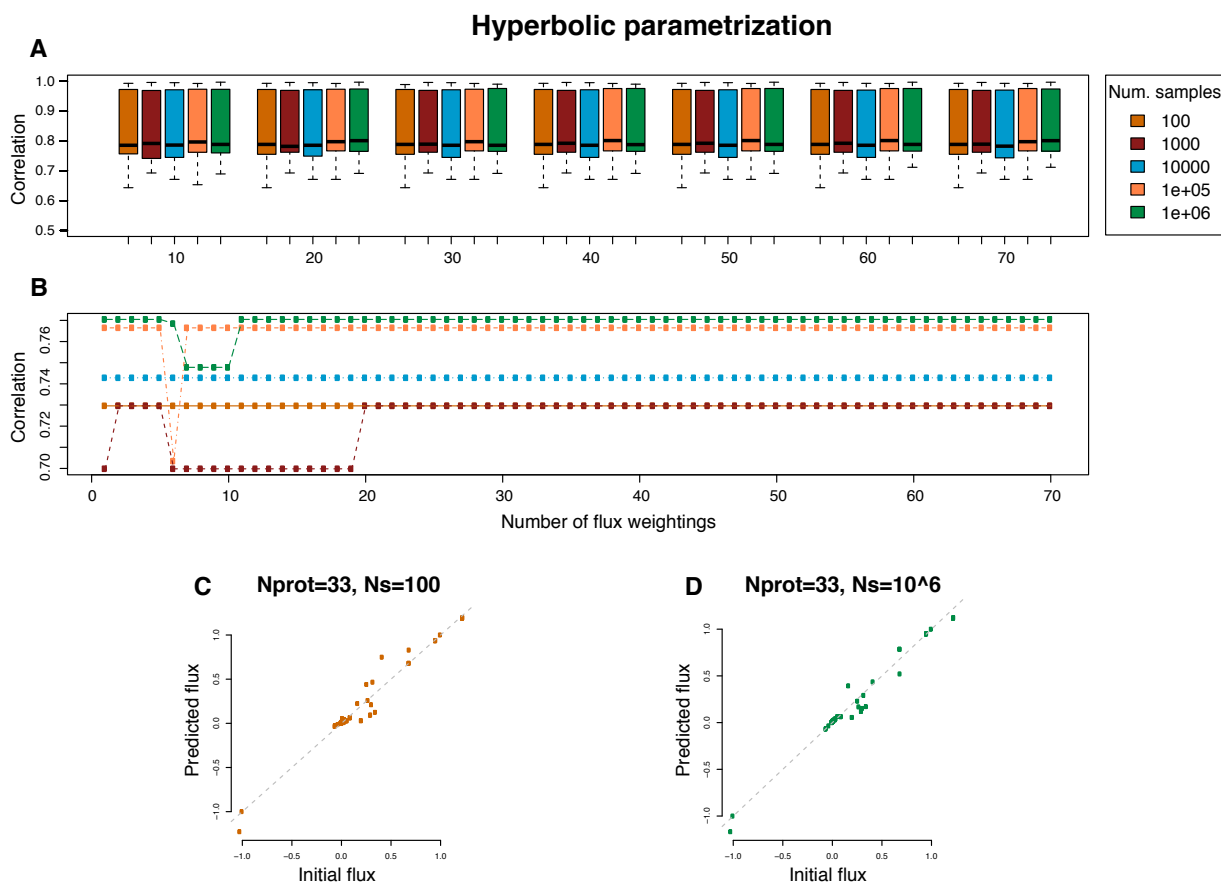 Hyperbolic parametrization
A
Correlation
1.0
0.9
0.8
0.7
0.6
0.5
10 20 30 40 50 60 70
Num. samples
100
1000
10000
1e+05
1e+06
B
Correlation
0.76
0.74
0.72
0.70
0 10 20 30 40 50 60 70
Number of flux weightings
C Nprot=33, Ns=100
Predicted flux
1.0
0.5
0.0
−0.5
−1.0
−1.0 −0.5 0.0 0.5 1.0
Initial flux
D Nprot=33, Ns=10^6
Predicted flux
1.0
0.5
0.0
−0.5
−1.0
−1.0 −0.5 0.0 0.5 1.0
Initial flux